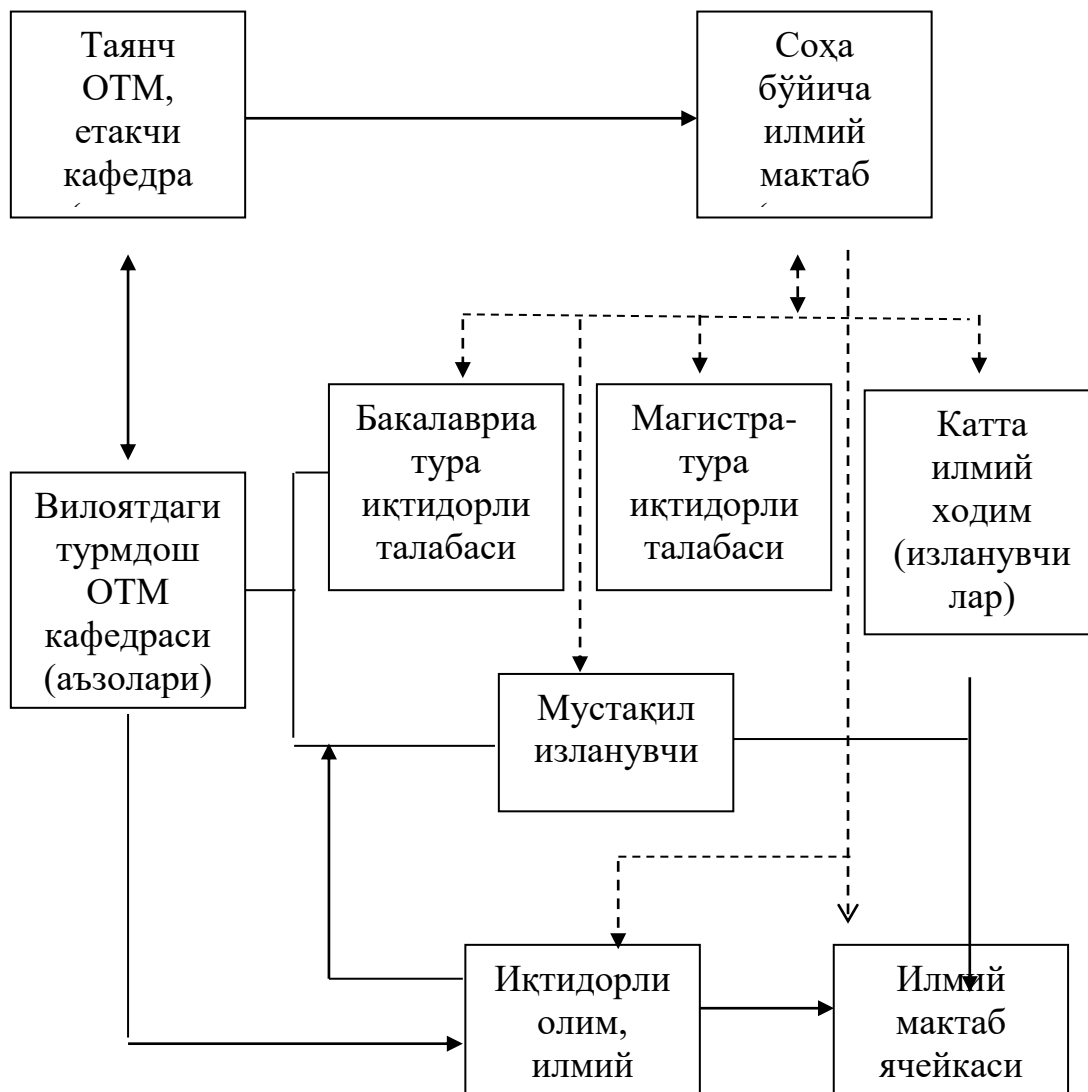 Таянч
ОТМ,
етакчи
кафедра
Соҳа
бўйича
илмий
мактаб
Бакалавриа
тура
иқтидорли
талабаси
Магистра-
тура
иқтидорли
талабаси
Катта
илмий
ходим
(изланувчи
лар)
Вилоятдаги
турмдош
ОТМ
кафедраси
(аъзолари)
Мустақил
изланувчи
Иқтидорли
олим,
илмий
Илмий
мактаб
ячейкаси